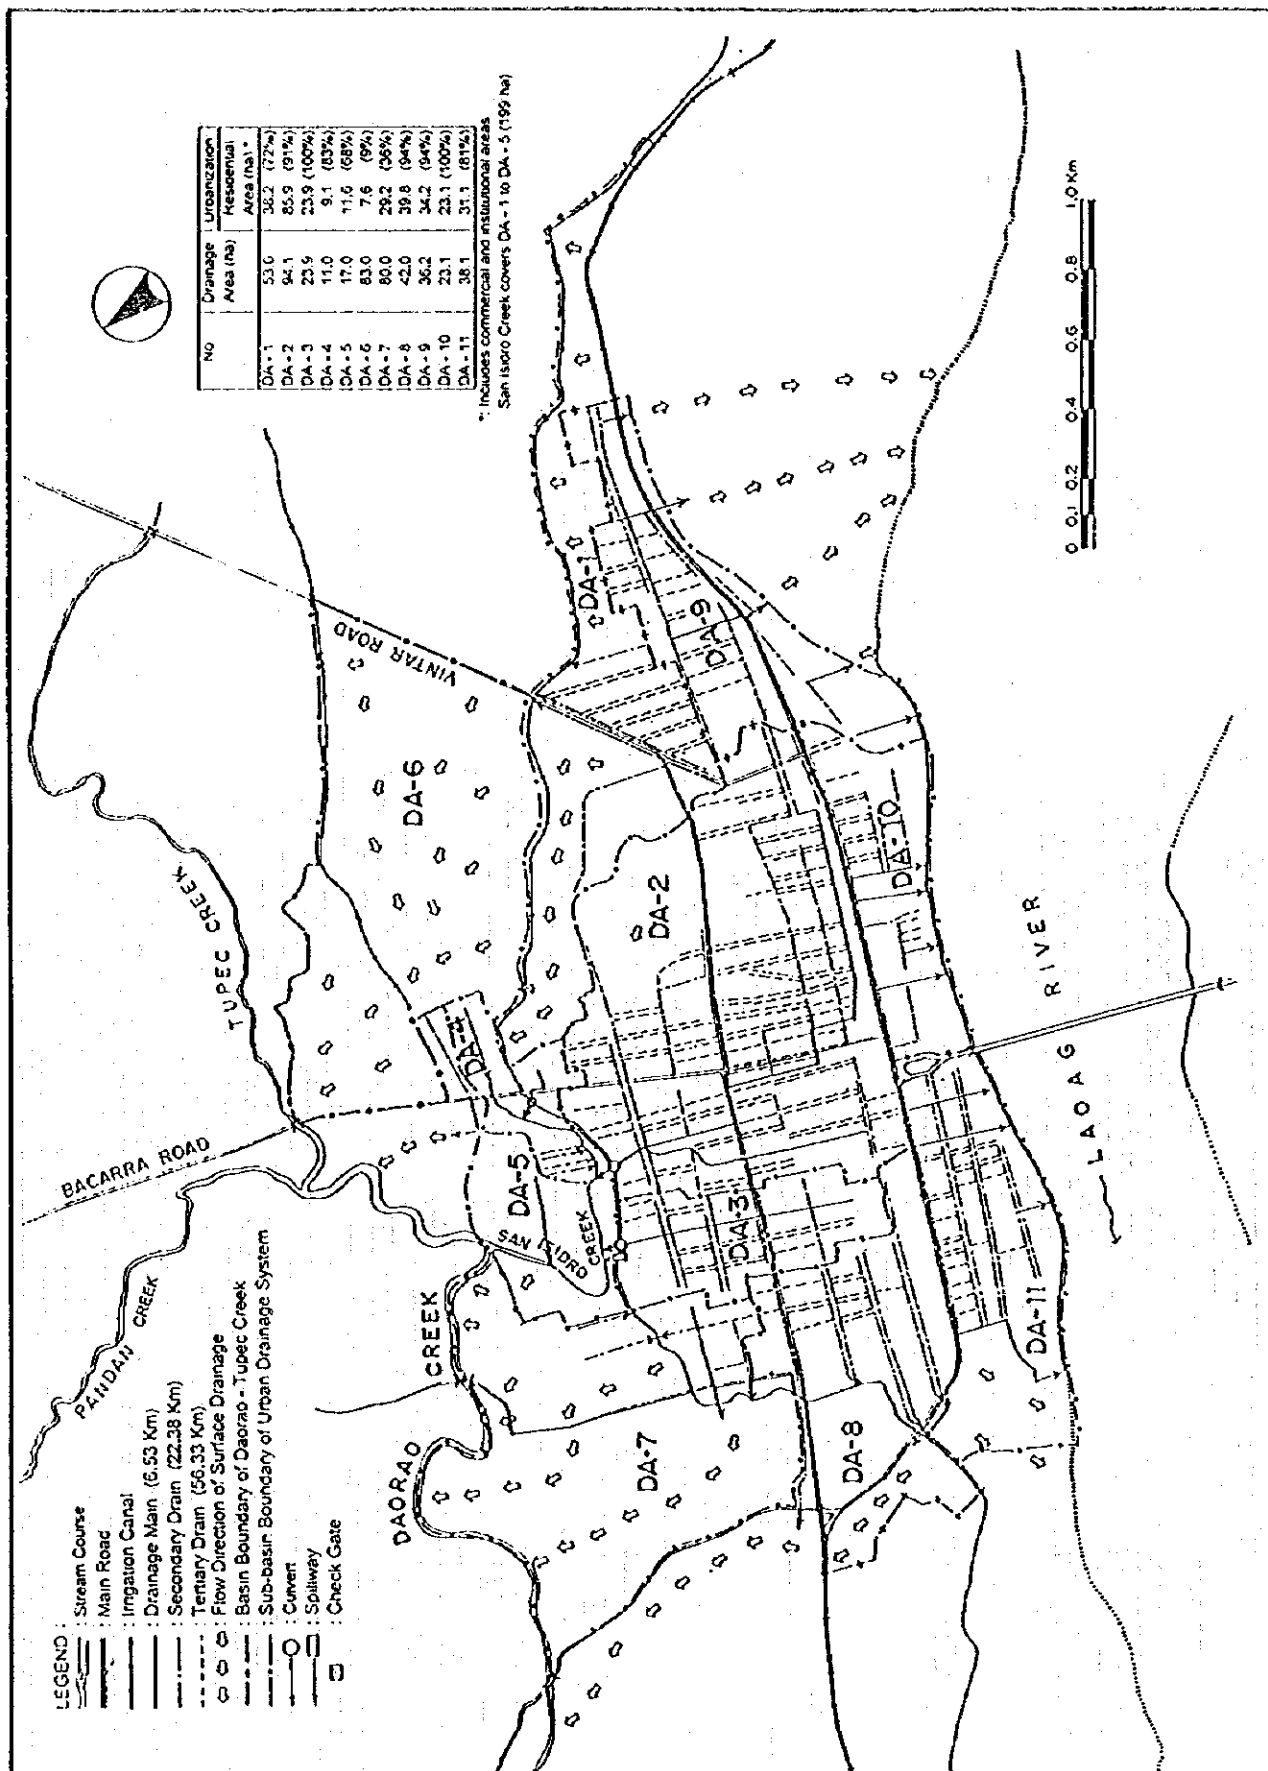 No Drainage Area (ha) Urbanization Residential Area (ha) *
DA - 1 53.0 38.2 (72%)
DA - 2 94.1 85.9 (91%)
DA - 3 23.9 23.9 (100%)
DA - 4 11.0 9.1 (83%)
DA - 5 17.0 11.6 (68%)
DA - 6 83.0 7.6 (9%)
DA - 7 80.0 29.2 (36%)
DA - 8 42.0 39.8 (94%)
DA - 9 36.2 34.2 (94%)
DA - 10 23.1 23.1 (100%)
DA - 11 38.1 31.1 (81%)
* : Includes commercial and institutional areas
San Isidro Creek covers DA - 1 to DA - 5 (199 ha)
LEGEND :
: Stream Course
: Main Road
: Irrigation Canal
: Drainage Main (6.53 Km)
: Secondary Drain (22.38 Km)
: Tertiary Drain (56.33 Km)
: Flow Direction of Surface Drainage
: Basin Boundary of Daorao - Tupec Creek
: Sub-basin Boundary of Urban Drainage System
: Culvert
: Spillway
: Check Gate
PANDAN CREEK
BACARRA ROAD
TUPEC CREEK
VINTAR ROAD
DAORAO CREEK
SAN ISIDRO CREEK
DA-6
DA-4
DA-5
DA-1
DA-2
DA-9
DA-3
DA-7
DA-8
DA-10
DA-11
LAOAG RIVER
0 0.1 0.2 0.4 0.6 0.8 1.0 Km